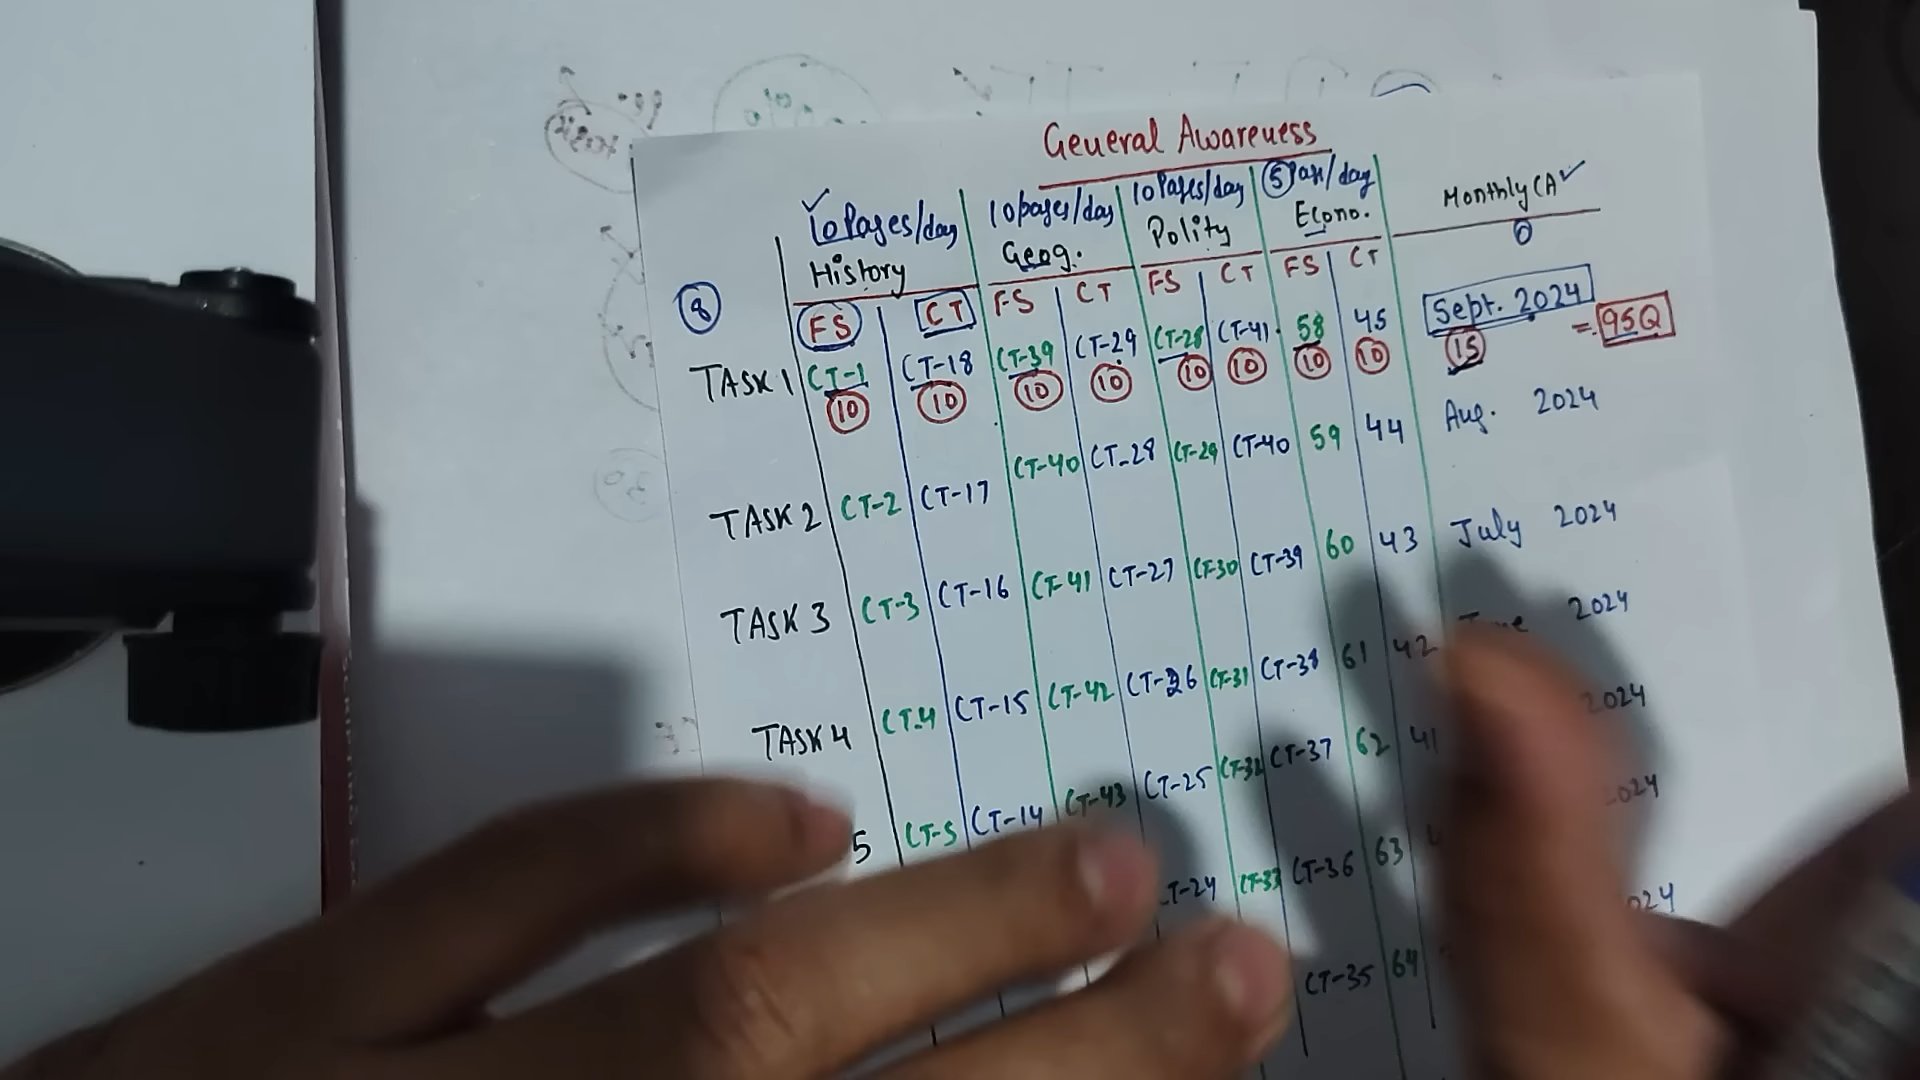 General Awareness
10 Pages/day 10 pages/day 10 Pages/day 5 Pages/day Monthly CA
History Geog. Polity Econo.
8 FS CT FS CT FS CT FS CT
TASK 1 CT-1 CT-18 CT-39 CT-29 CT-28 CT-41 58 45 Sept. 2024 = 95Q
10 10 10 10 10 10 10 10 15
TASK 2 CT-2 CT-17 CT-40 CT-28 CT-29 CT-40 59 44 Aug. 2024
TASK 3 CT-3 CT-16 CT-41 CT-27 CT-30 CT-39 60 43 July 2024
TASK 4 CT-4 CT-15 CT-42 CT-26 CT-31 CT-38 61 42 2024
5 CT-5 CT-14 CT-43 CT-25 CT-32 CT-37 62 41 2024
CT-33 CT-36 63
CT-35 64